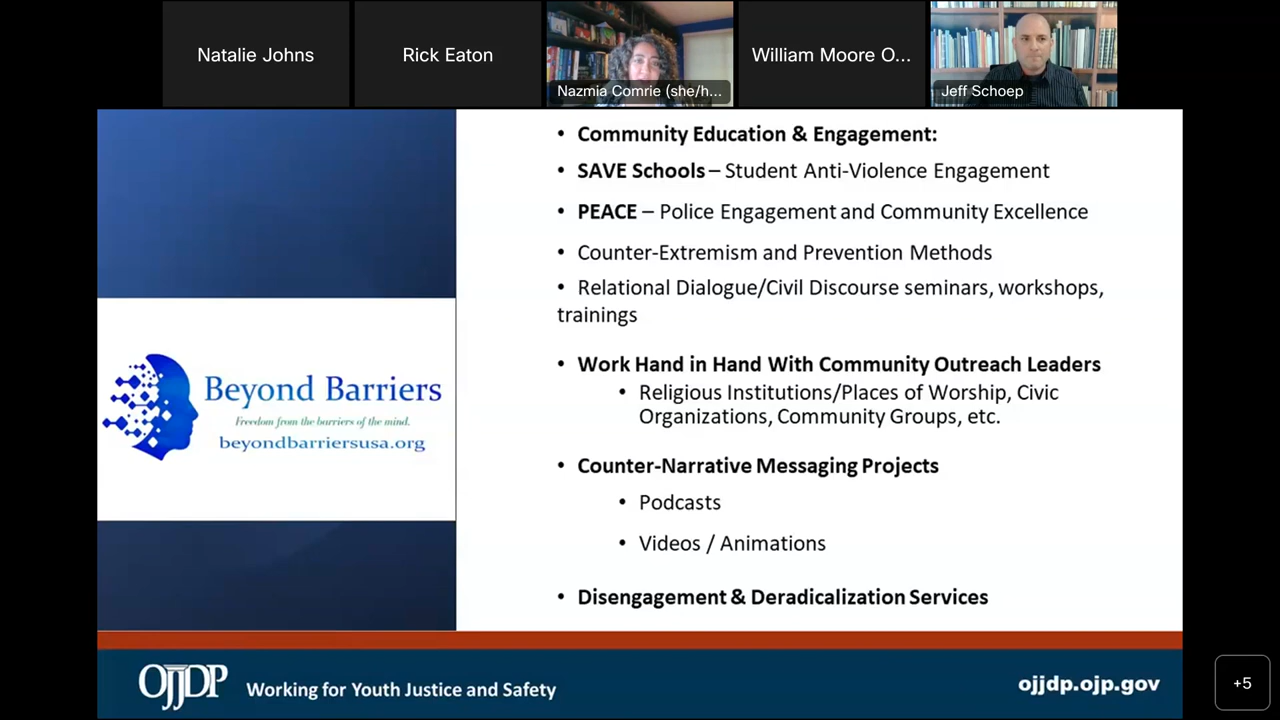 Natalie Johns
Rick Eaton
Nazmia Comrie (she/h...
William Moore O...
Jeff Schoep
• Community Education & Engagement:
• SAVE Schools – Student Anti-Violence Engagement
• PEACE – Police Engagement and Community Excellence
• Counter-Extremism and Prevention Methods
• Relational Dialogue/Civil Discourse seminars, workshops,
trainings
• Work Hand in Hand With Community Outreach Leaders
• Religious Institutions/Places of Worship, Civic
Organizations, Community Groups, etc.
• Counter-Narrative Messaging Projects
• Podcasts
• Videos / Animations
• Disengagement & Deradicalization Services
Beyond Barriers
Freedom from the barriers of the mind.
beyondbarriersusa.org
OJJDP
Working for Youth Justice and Safety
ojjdp.ojp.gov
+5